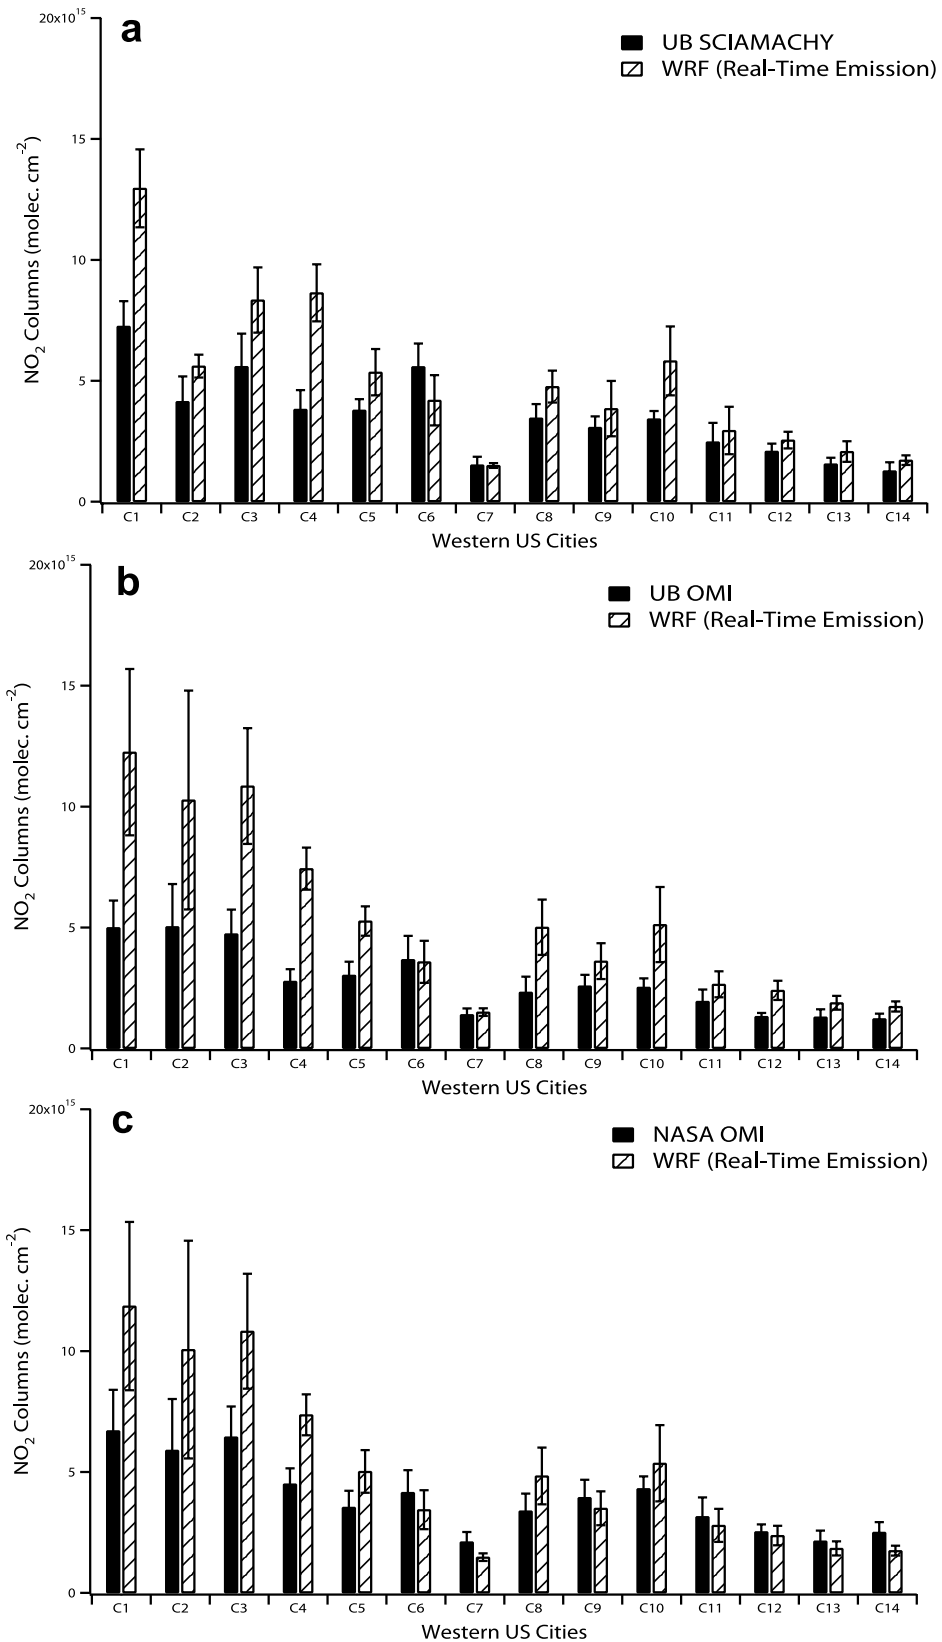 a
20x10¹⁵
15
10
5
0
NO₂ Columns (molec. cm⁻²)
UB SCIAMACHY
WRF (Real-Time Emission)
C1 C2 C3 C4 C5 C6 C7 C8 C9 C10 C11 C12 C13 C14
Western US Cities
b
20x10¹⁵
15
10
5
0
NO₂ Columns (molec. cm⁻²)
UB OMI
WRF (Real-Time Emission)
C1 C2 C3 C4 C5 C6 C7 C8 C9 C10 C11 C12 C13 C14
Western US Cities
c
20x10¹⁵
15
10
5
0
NO₂ Columns (molec. cm⁻²)
NASA OMI
WRF (Real-Time Emission)
C1 C2 C3 C4 C5 C6 C7 C8 C9 C10 C11 C12 C13 C14
Western US Cities